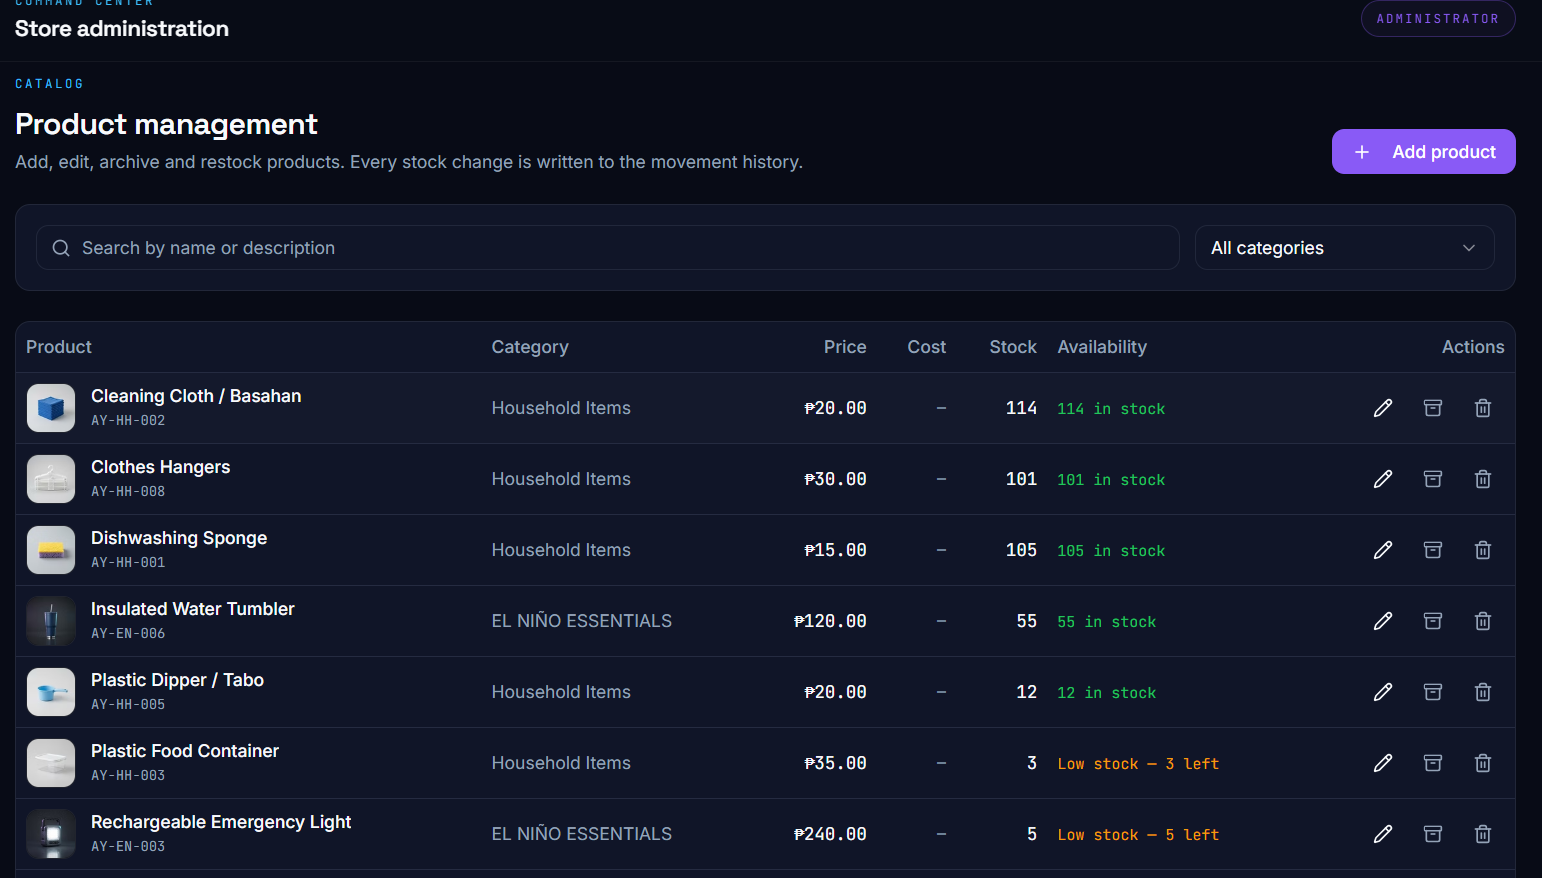 COMMAND CENTER
Store administration
ADMINISTRATOR
CATALOG
Product management
Add, edit, archive and restock products. Every stock change is written to the movement history.
+ Add product
Search by name or description
All categories
Product Category Price Cost Stock Availability Actions
Cleaning Cloth / Basahan
AY-HH-002
Household Items ₱20.00 – 114 114 in stock
Clothes Hangers
AY-HH-008
Household Items ₱30.00 – 101 101 in stock
Dishwashing Sponge
AY-HH-001
Household Items ₱15.00 – 105 105 in stock
Insulated Water Tumbler
AY-EN-006
EL NIÑO ESSENTIALS ₱120.00 – 55 55 in stock
Plastic Dipper / Tabo
AY-HH-005
Household Items ₱20.00 – 12 12 in stock
Plastic Food Container
AY-HH-003
Household Items ₱35.00 – 3 Low stock – 3 left
Rechargeable Emergency Light
AY-EN-003
EL NIÑO ESSENTIALS ₱240.00 – 5 Low stock – 5 left